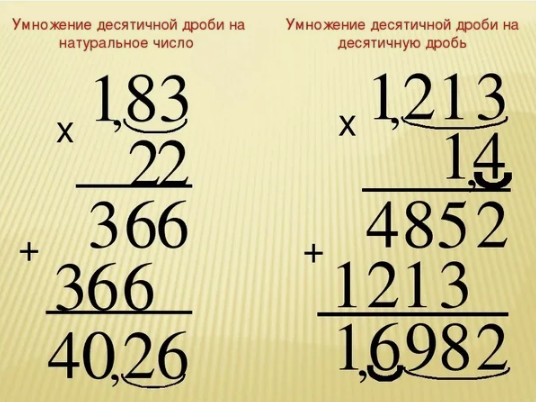 Умножение десятичной дроби на
натуральное число
1,83
х
22
366
+
366
40,26
Умножение десятичной дроби на
десятичную дробь
1,213
х
1,4
4852
+
1213
1,6982